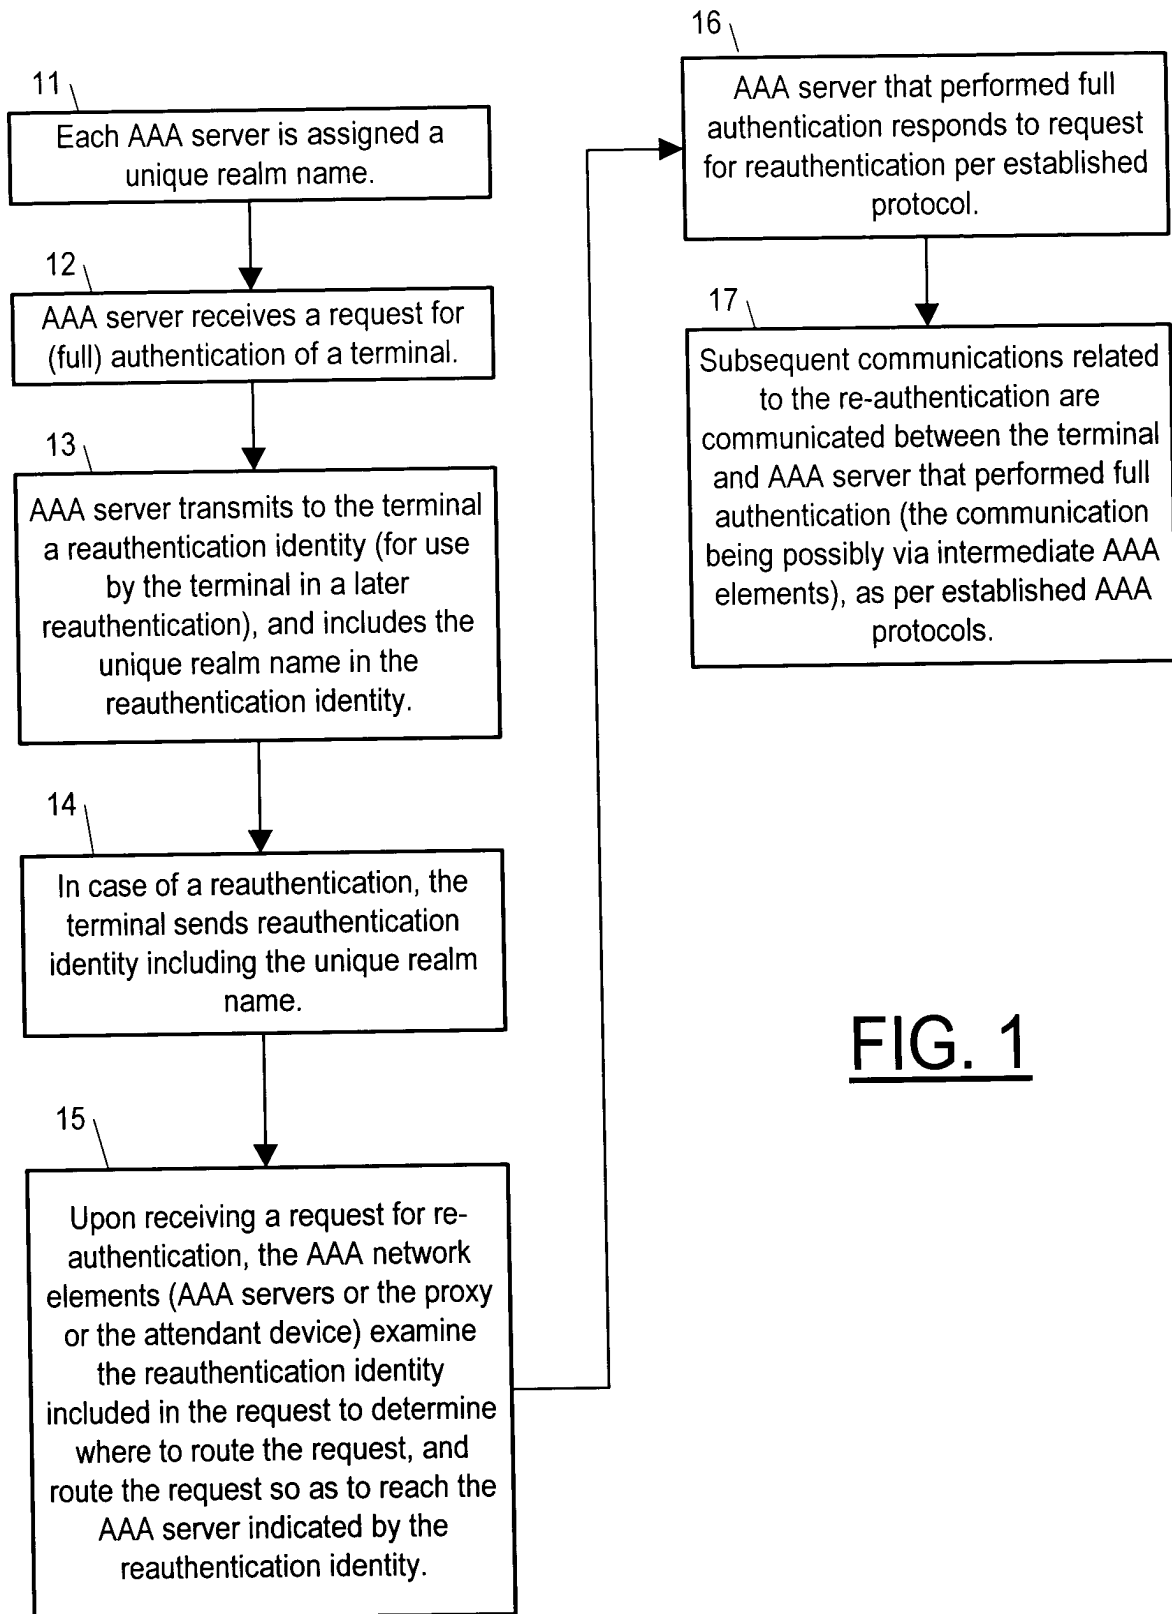 11
Each AAA server is assigned a
unique realm name.
12
AAA server receives a request for
(full) authentication of a terminal.
13
AAA server transmits to the terminal
a reauthentication identity (for use
by the terminal in a later
reauthentication), and includes the
unique realm name in the
reauthentication identity.
14
In case of a reauthentication, the
terminal sends reauthentication
identity including the unique realm
name.
15
Upon receiving a request for re-
authentication, the AAA network
elements (AAA servers or the proxy
or the attendant device) examine
the reauthentication identity
included in the request to determine
where to route the request, and
route the request so as to reach the
AAA server indicated by the
reauthentication identity.
16
AAA server that performed full
authentication responds to request
for reauthentication per established
protocol.
17
Subsequent communications related
to the re-authentication are
communicated between the terminal
and AAA server that performed full
authentication (the communication
being possibly via intermediate AAA
elements), as per established AAA
protocols.
FIG. 1